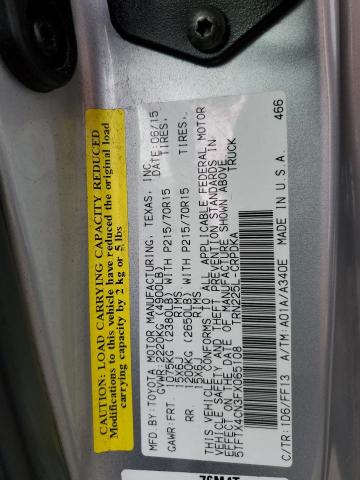 CAUTION: LOAD CARRYING CAPACITY REDUCED
Modifications to this vehicle have reduced the original load
carrying capacity by 2 kg or 5 lbs
MFD BY:TOYOTA MOTOR MANUFACTURING, TEXAS, INC.
DATE:06/15
GVWR: 2220KG (4900LB)
GAWR:FRT. 1075KG (2380LB) WITH P215/70R15 TIRES,
15X6 RIMS
RR. 1200KG (2650LB) WITH P215/70R15 TIRES,
15X6 RIMS
THIS VEHICLE CONFORMS TO ALL APPLICABLE FEDERAL MOTOR
VEHICLE SAFETY AND THEFT PREVENTION STANDARDS IN
EFFECT ON THE DATE OF MANUFACTURE SHOWN ABOVE.
5TFTX4CN3FX065108 TRN225L-CRPDKA TRUCK
C/TR:1D6/FF13 A/TM:A01A/A340E MADE IN U.S.A. 466